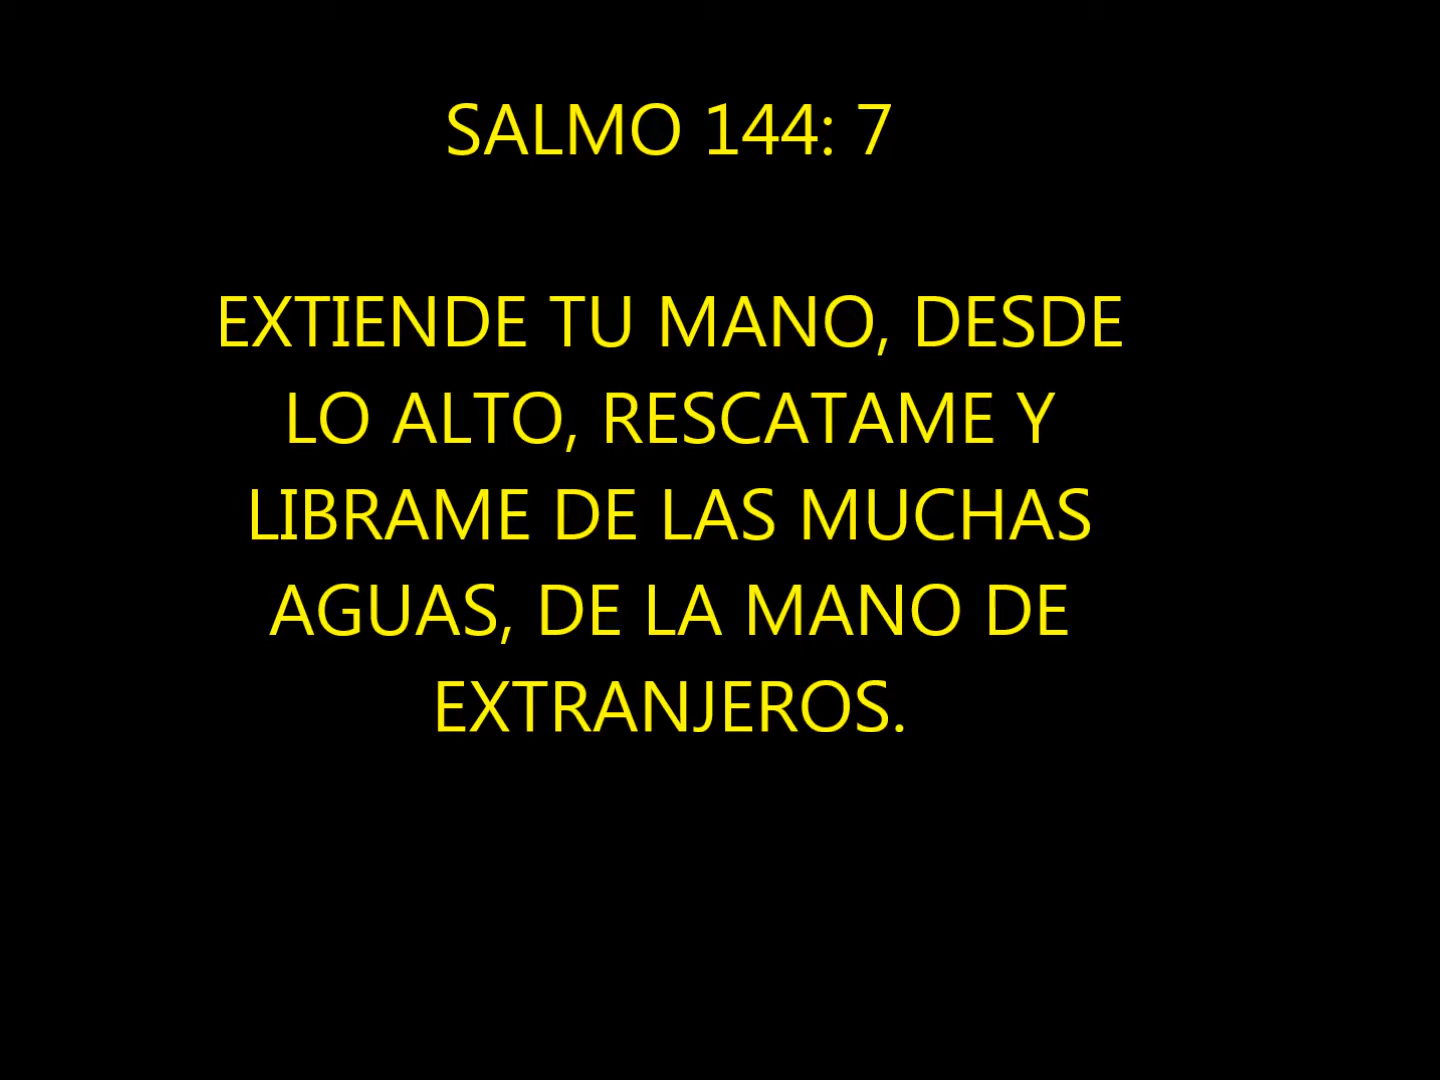 SALMO 144: 7
EXTIENDE TU MANO, DESDE
LO ALTO, RESCATAME Y
LIBRAME DE LAS MUCHAS
AGUAS, DE LA MANO DE
EXTRANJEROS.